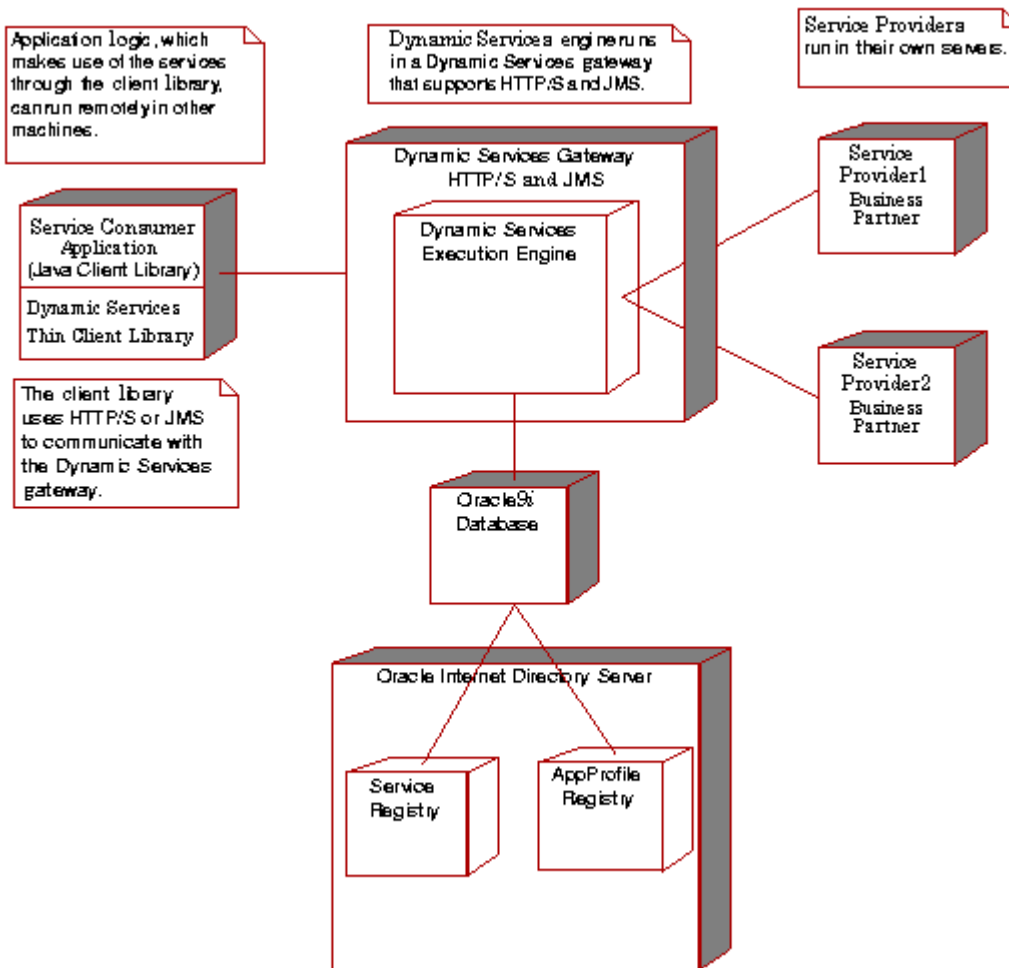 Application logic, which
makes use of the services
through the client library,
can run remotely in other
machines.
Dynamic Services engine runs
in a Dynamic Services gateway
that supports HTTP/S and JMS.
Service Providers
run in their own servers.
Dynamic Services Gateway
HTTP/S and JMS
Dynamic Services
Execution Engine
Service
Provider1
Business
Partner
Service Consumer
Application
(Java Client Library)
Dynamic Services
Thin Client Library
Service
Provider2
Business
Partner
The client library
uses HTTP/S or JMS
to communicate with
the Dynamic Services
gateway.
Oracle9i
Database
Oracle Internet Directory Server
Service
Registry
AppProfile
Registry